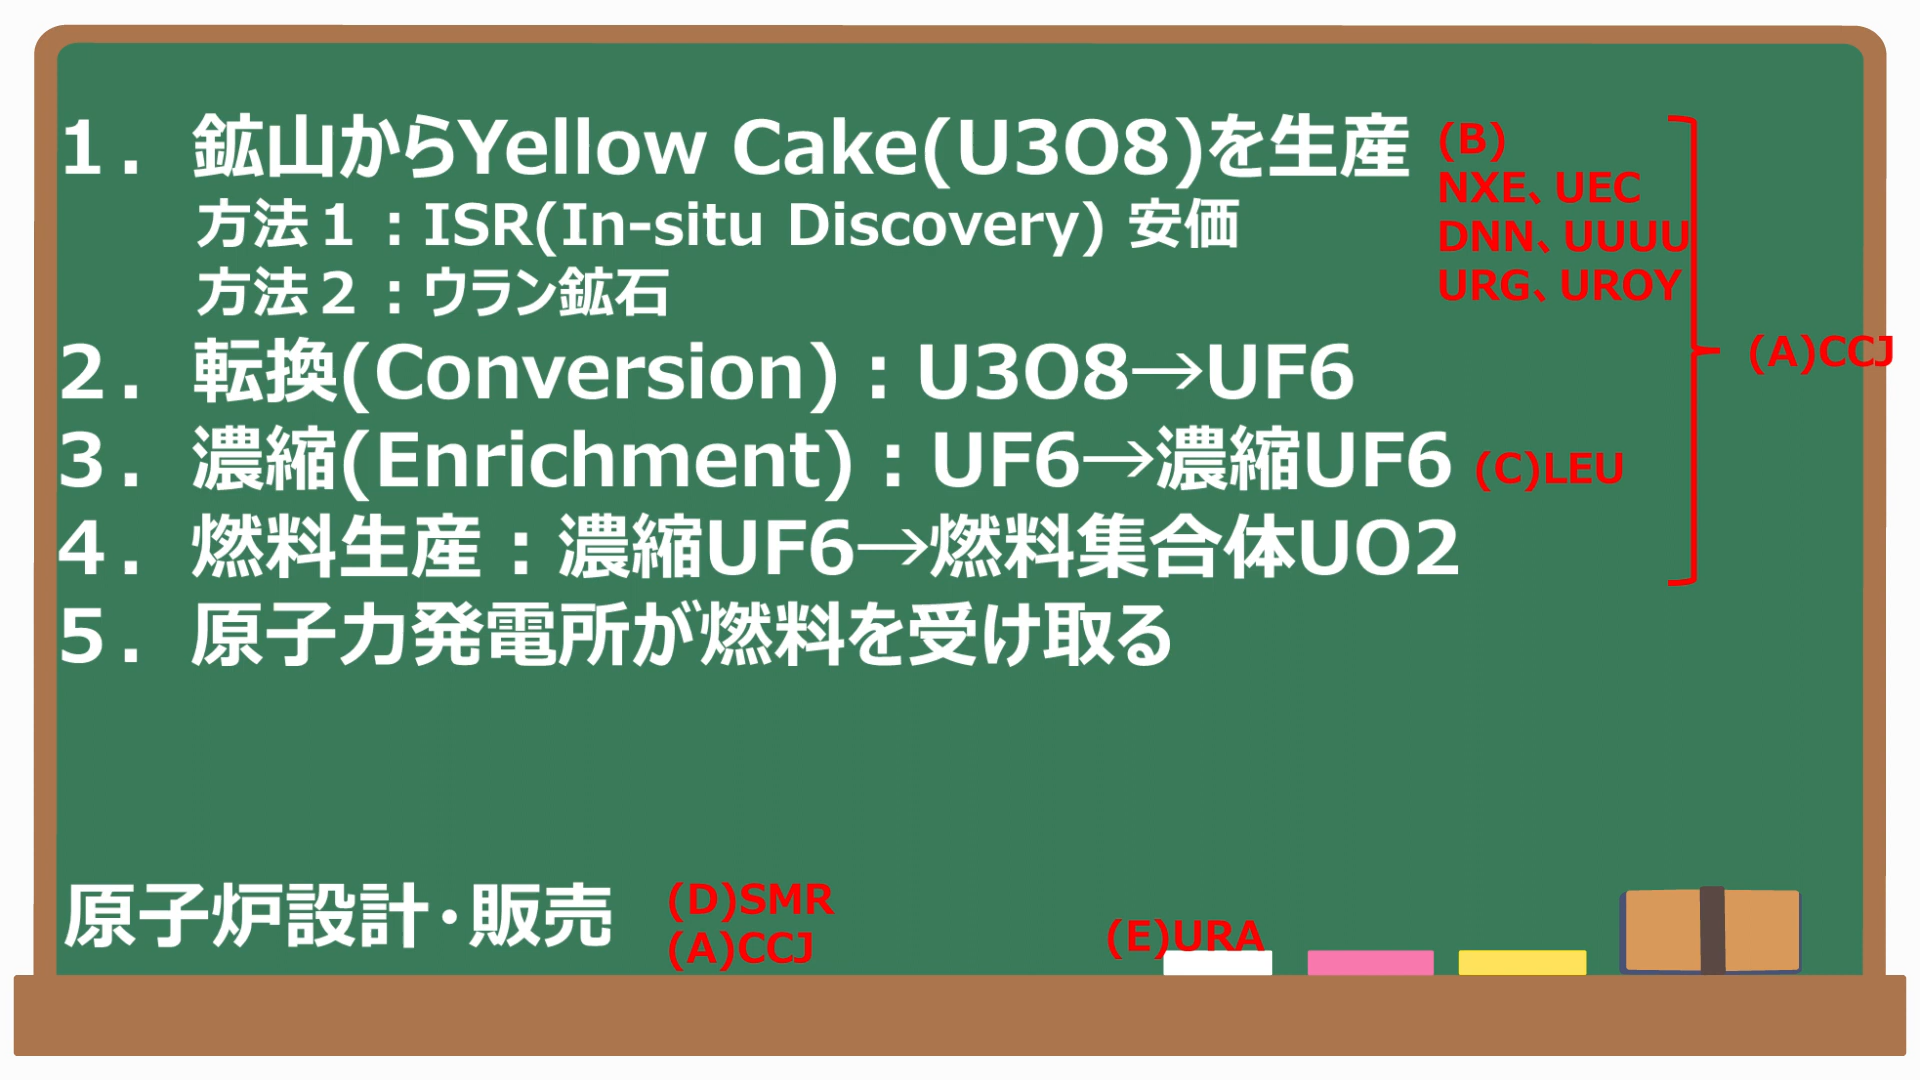 1. 鉱山からYellow Cake(U3O8)を生産
方法1：ISR(In-situ Discovery) 安価
方法2：ウラン鉱石
2. 転換(Conversion)：U3O8→UF6
3. 濃縮(Enrichment)：UF6→濃縮UF6
4. 燃料生産：濃縮UF6→燃料集合体UO2
5. 原子力発電所が燃料を受け取る
(B)
NXE、UEC
DNN、UUUU
URG、UROY
(A)CCJ
(C)LEU
原子炉設計・販売
(D)SMR
(A)CCJ
(E)URA